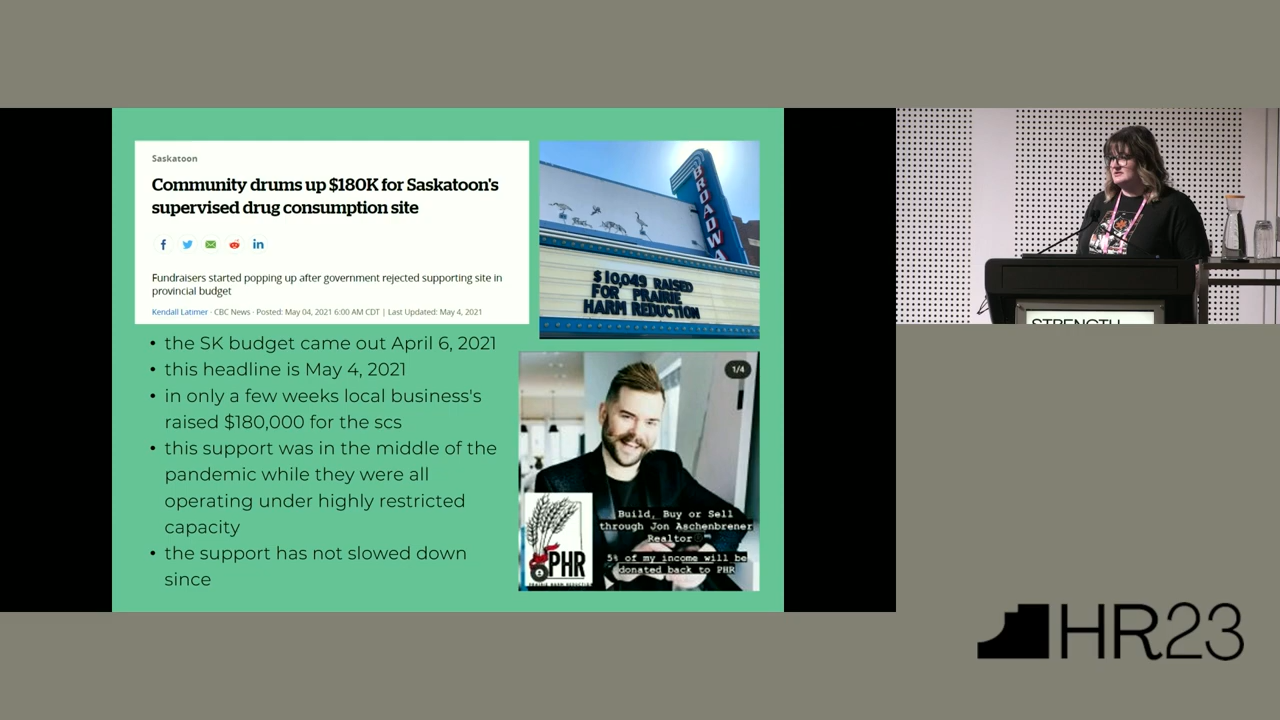 Saskatoon
Community drums up $180K for Saskatoon's
supervised drug consumption site
Fundraisers started popping up after government rejected supporting site in
provincial budget
Kendall Latimer · CBC News · Posted: May 04, 2021 6:00 AM CDT | Last Updated: May 4, 2021
• the SK budget came out April 6, 2021
• this headline is May 4, 2021
• in only a few weeks local business's
raised $180,000 for the scs
• this support was in the middle of the
pandemic while they were all
operating under highly restricted
capacity
• the support has not slowed down
since
BROADWA
$10,049 RAISED
FOR PRAIRIE
HARM REDUCTION
1/4
Build, Buy or Sell
through Jon Aschenbrener
Realtor
5% of my income will be
donated back to PHR
PHR
PRAIRIE HARM REDUCTION
STRENGTH
HR23